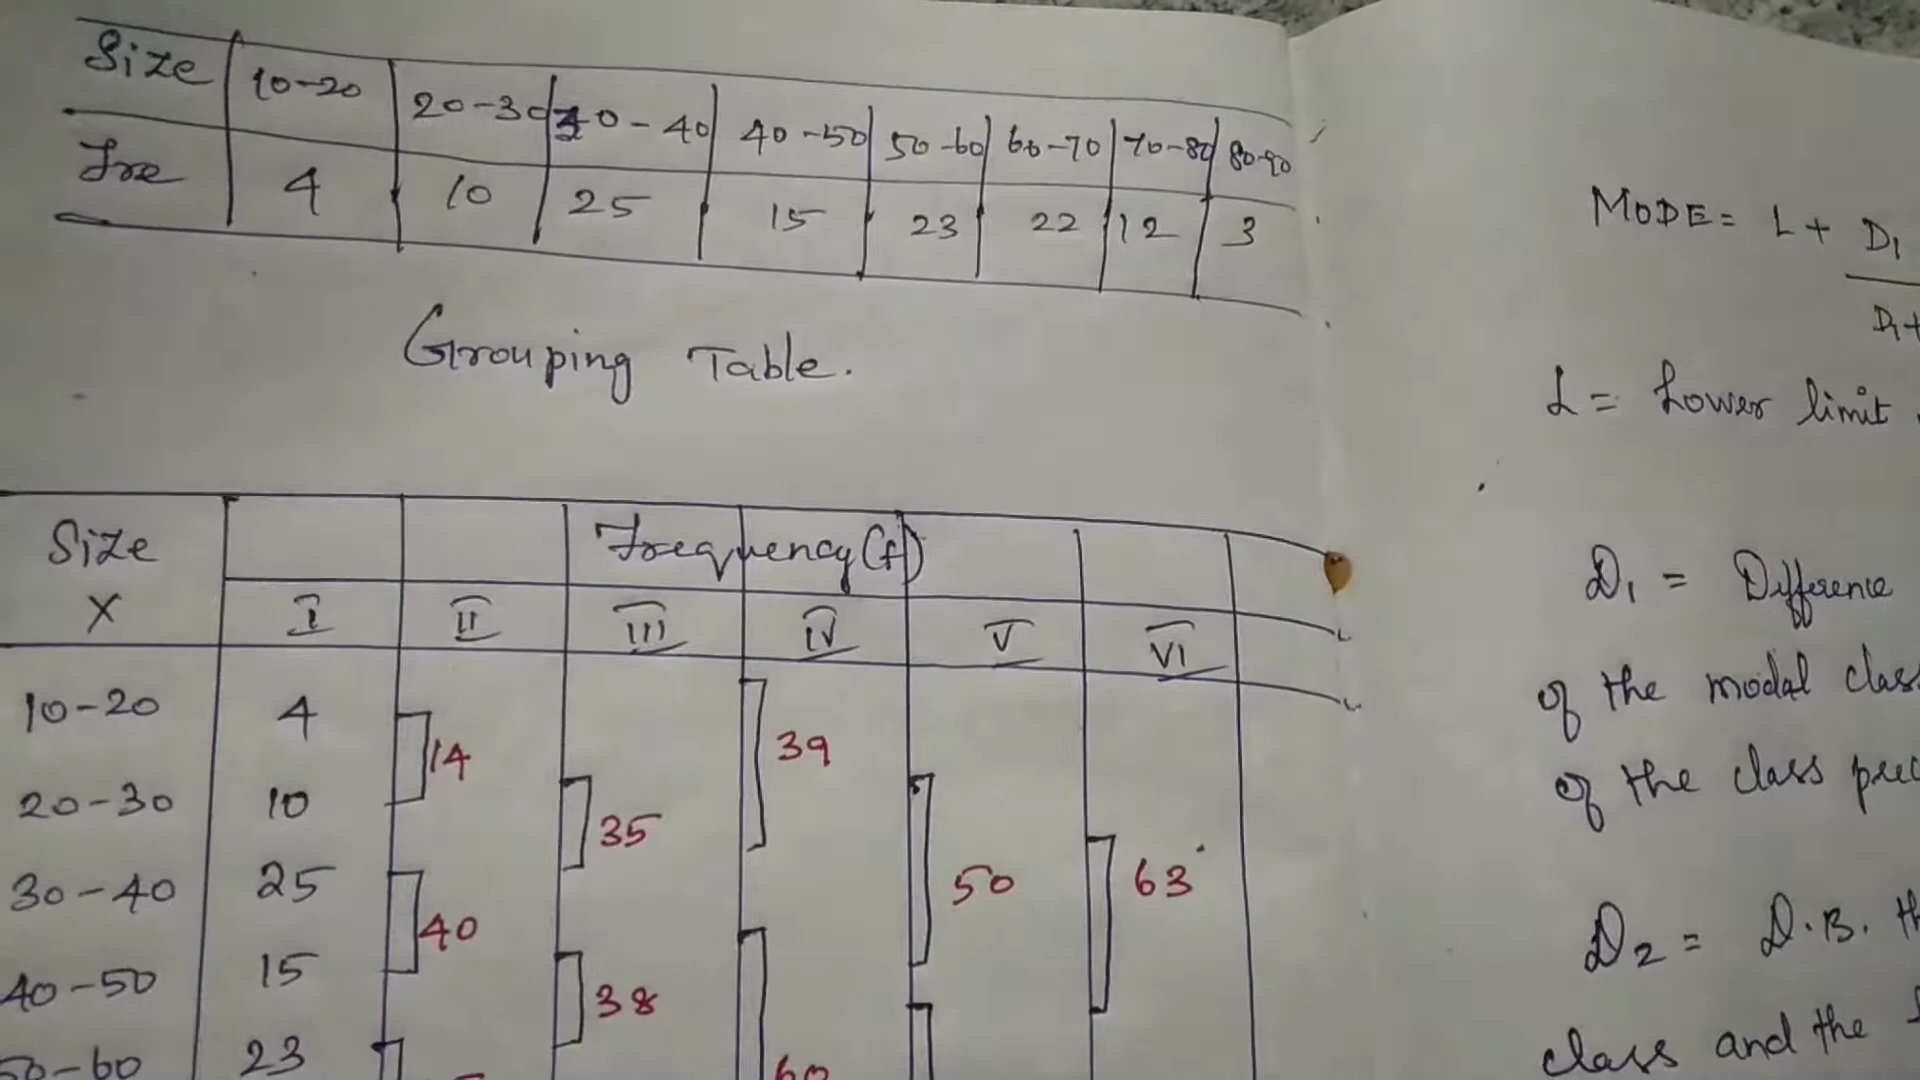 Size 10-20 20-30 30-40 40-50 50-60 60-70 70-80 80-90
Fre 4 10 25 15 23 22 12 3
Grouping Table.
Size X Frequency (f)
I II III IV V VI
10-20 4
14
39
20-30 10
35
30-40 25
50
63
40
40-50 15
38
50-60 23
60
MODE = L + D1
D1+
L = Lower limit
D1 = Difference
of the modal class
of the class
D2 = D.B.
class and the